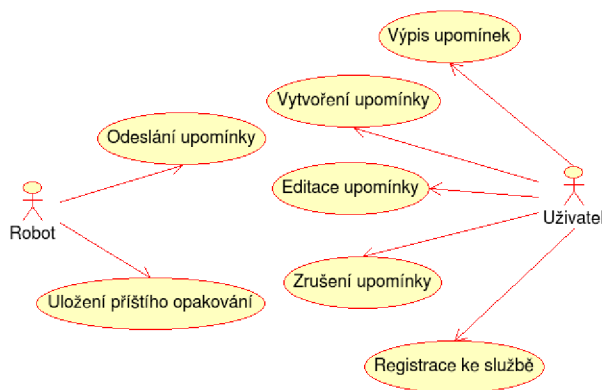 Výpis upomínek
Vytvoření upomínky
Odeslání upomínky
Editace upomínky
Robot
Uživatel
Zrušení upomínky
Uložení příštího opakování
Registrace ke službě